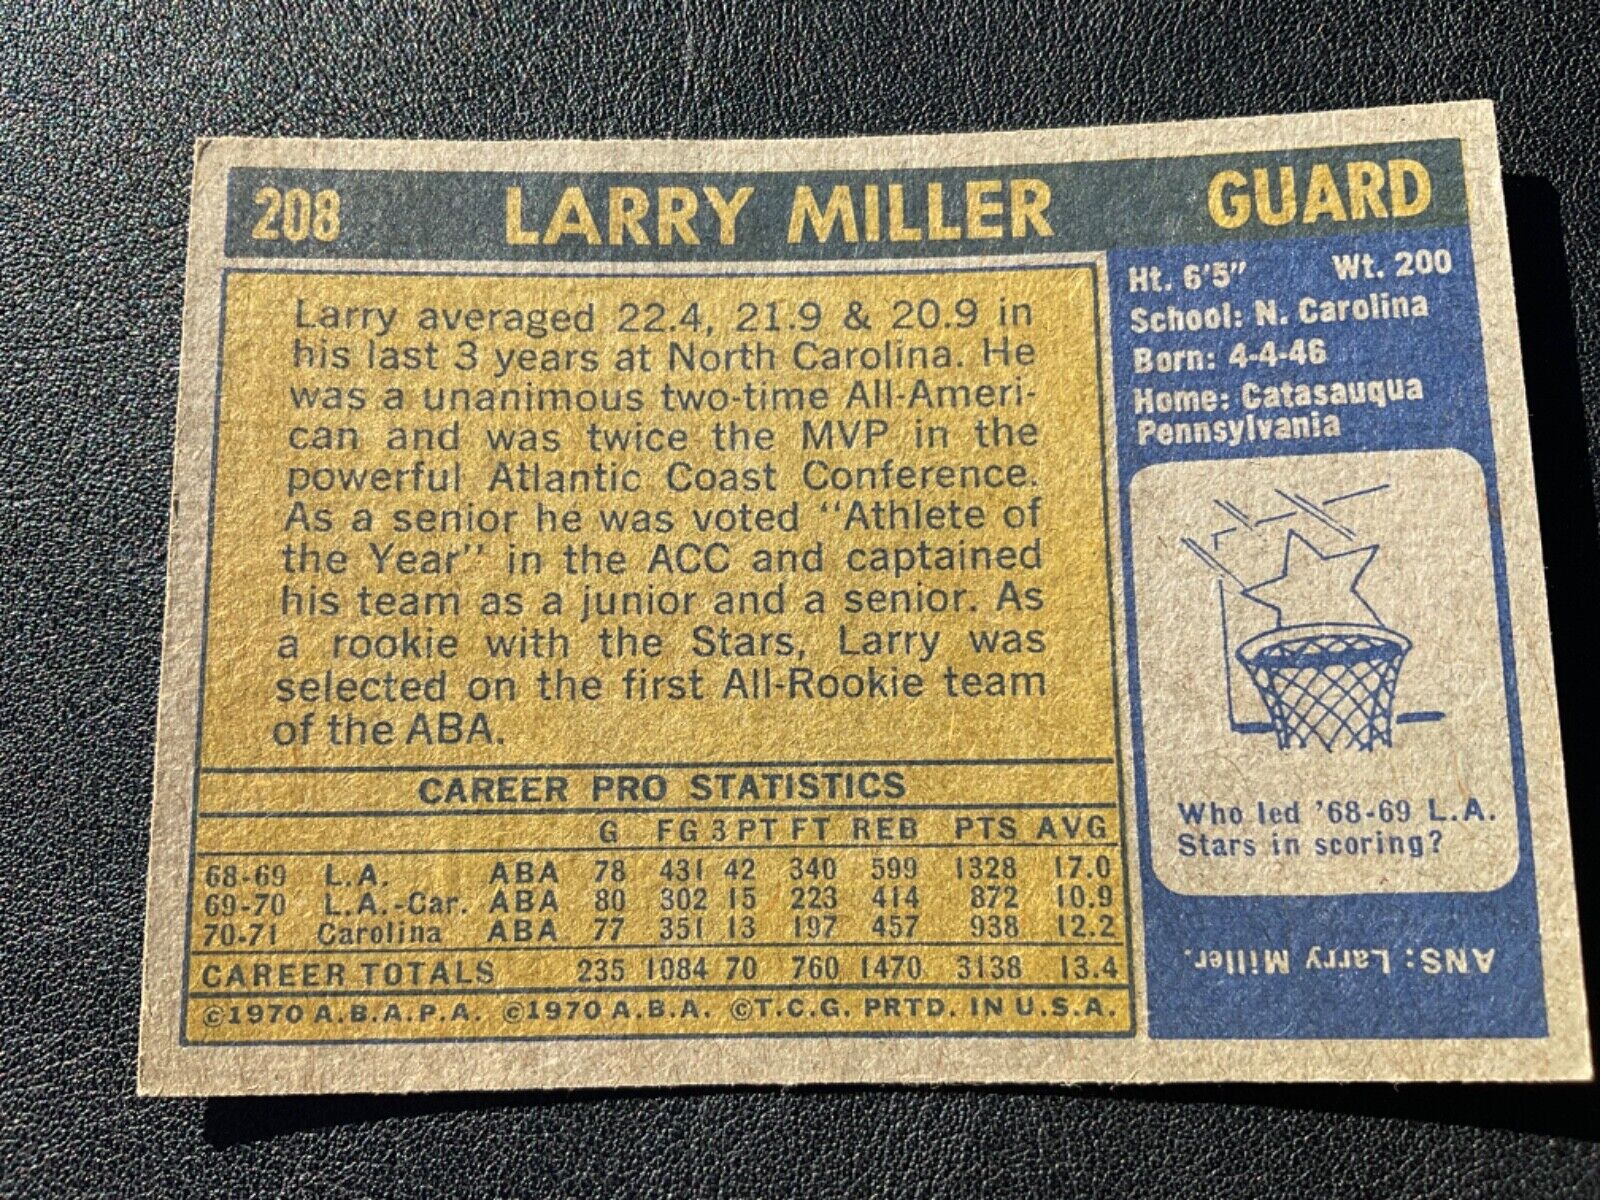 208 LARRY MILLER GUARD
Larry averaged 22.4, 21.9 & 20.9 in
his last 3 years at North Carolina. He
was a unanimous two-time All-Ameri-
can and was twice the MVP in the
powerful Atlantic Coast Conference.
As a senior he was voted "Athlete of
the Year" in the ACC and captained
his team as a junior and a senior. As
a rookie with the Stars, Larry was
selected on the first All-Rookie team
of the ABA.
CAREER PRO STATISTICS
G FG 3 PT FT REB PTS AVG
68-69 L.A. ABA 78 431 42 340 599 1328 17.0
69-70 L.A.-Car. ABA 80 302 15 223 414 872 10.9
70-71 Carolina ABA 77 351 13 197 457 938 12.2
CAREER TOTALS 235 1084 70 760 1470 3138 13.4
©1970 A.B.A.P.A. ©1970 A.B.A. ©T.C.G. PRTD. IN U.S.A.
Ht. 6'5" Wt. 200
School: N. Carolina
Born: 4-4-46
Home: Catasauqua
Pennsylvania
Who led '68-69 L.A.
Stars in scoring?
ANS: Larry Miller.